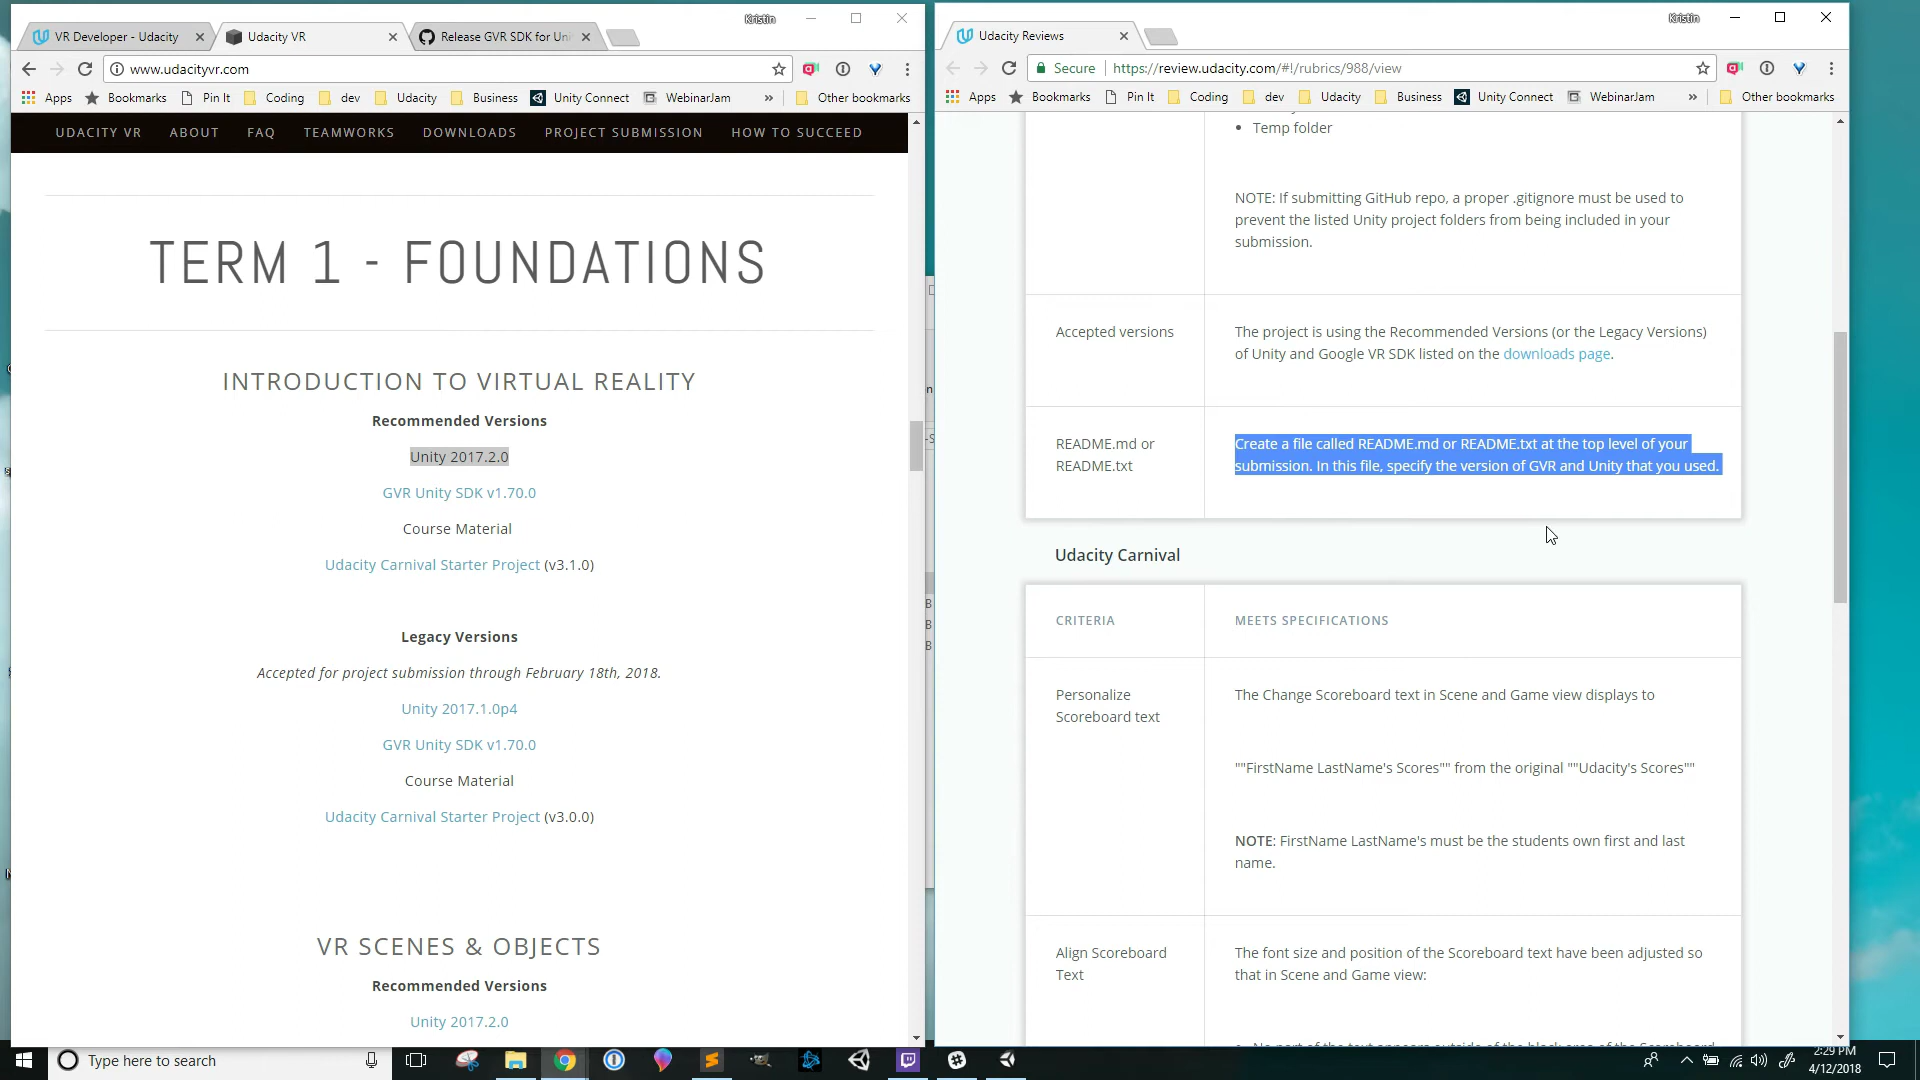 Kristin
VR Developer - Udacity
Udacity VR
Release GVR SDK for Uni
www.udacityvr.com
Apps
Bookmarks
Pin It
Coding
dev
Udacity
Business
Unity Connect
WebinarJam
»
Other bookmarks
UDACITY VR
ABOUT
FAQ
TEAMWORKS
DOWNLOADS
PROJECT SUBMISSION
HOW TO SUCCEED
TERM 1 - FOUNDATIONS
INTRODUCTION TO VIRTUAL REALITY
Recommended Versions
Unity 2017.2.0
GVR Unity SDK v1.70.0
Course Material
Udacity Carnival Starter Project (v3.1.0)
Legacy Versions
Accepted for project submission through February 18th, 2018.
Unity 2017.1.0p4
GVR Unity SDK v1.70.0
Course Material
Udacity Carnival Starter Project (v3.0.0)
VR SCENES & OBJECTS
Recommended Versions
Unity 2017.2.0
Kristin
Udacity Reviews
Secure
https://review.udacity.com/#!/rubrics/988/view
Apps
Bookmarks
Pin It
Coding
dev
Udacity
Business
Unity Connect
WebinarJam
»
Other bookmarks
• Temp folder
NOTE: If submitting GitHub repo, a proper .gitignore must be used to
prevent the listed Unity project folders from being included in your
submission.
Accepted versions
The project is using the Recommended Versions (or the Legacy Versions)
of Unity and Google VR SDK listed on the downloads page.
README.md or
README.txt
Create a file called README.md or README.txt at the top level of your
submission. In this file, specify the version of GVR and Unity that you used.
Udacity Carnival
CRITERIA
MEETS SPECIFICATIONS
Personalize
Scoreboard text
The Change Scoreboard text in Scene and Game view displays to
""FirstName LastName's Scores"" from the original ""Udacity's Scores""
NOTE: FirstName LastName's must be the students own first and last
name.
Align Scoreboard
Text
The font size and position of the Scoreboard text have been adjusted so
that in Scene and Game view:
• No part of the text appears outside of the black area of the Scoreboard
Type here to search
2:29 PM
4/12/2018